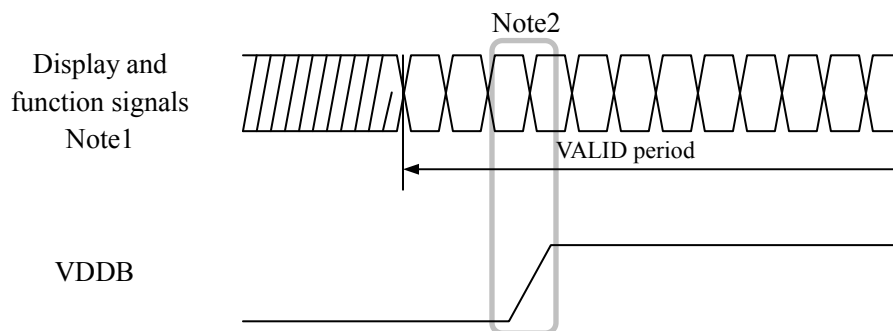 Note2
Display and
function signals
Note1
VALID period
VDDB